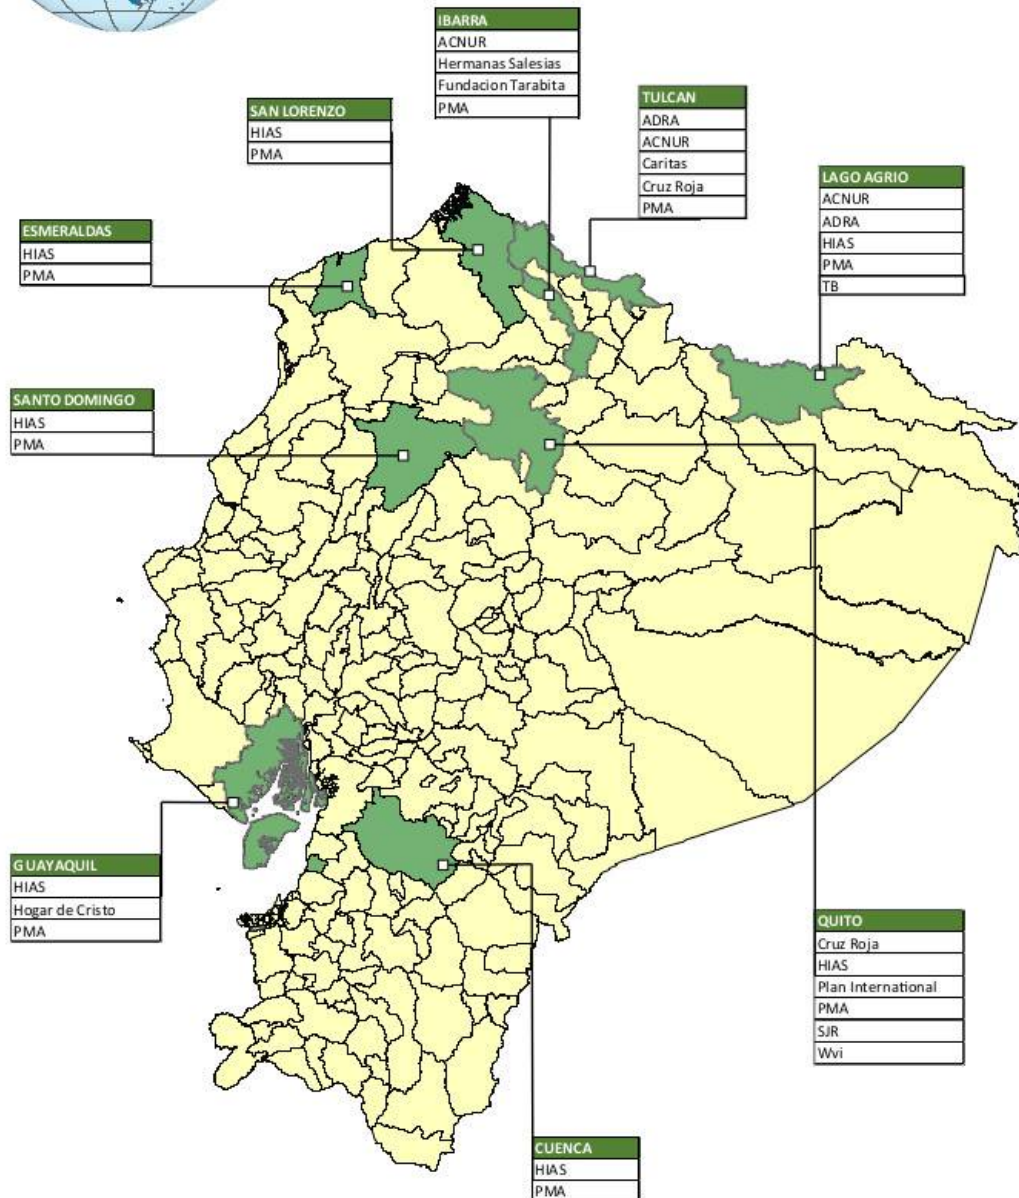 IBARRA
ACNUR
Hermanas Salesias
Fundacion Tarabita
PMA
SAN LORENZO
HIAS
PMA
TULCAN
ADRA
ACNUR
Caritas
Cruz Roja
PMA
LAGO AGRIO
ACNUR
ADRA
HIAS
PMA
TB
ESMERALDAS
HIAS
PMA
SANTO DOMINGO
HIAS
PMA
GUAYAQUIL
HIAS
Hogar de Cristo
PMA
QUITO
Cruz Roja
HIAS
Plan International
PMA
SJR
Wvi
CUENCA
HIAS
PMA